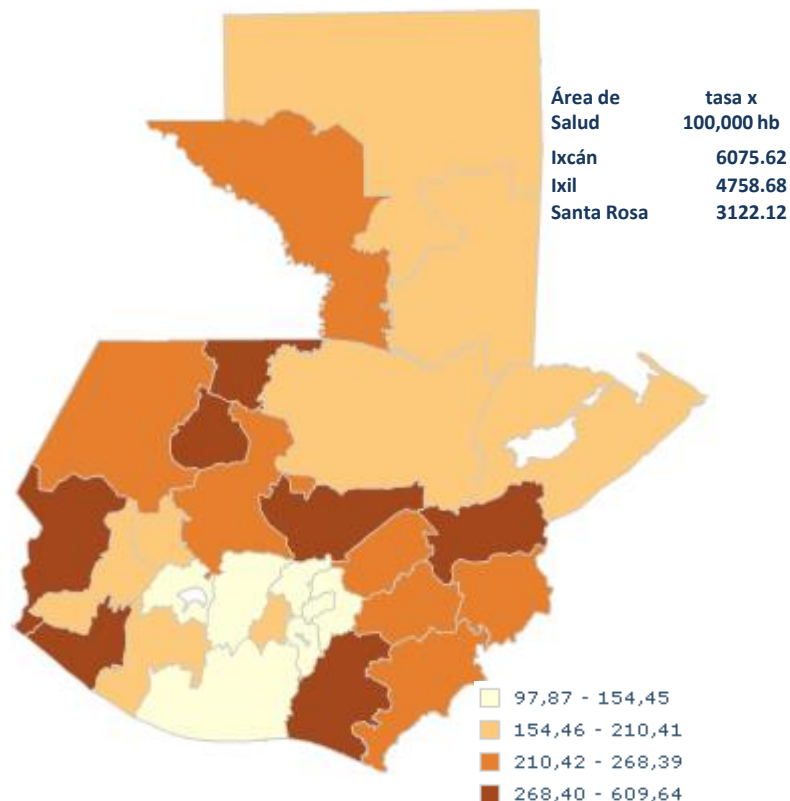 Área de tasa x
Salud 100,000 hb
Ixcán 6075.62
Ixil 4758.68
Santa Rosa 3122.12
97,87 - 154,45
154,46 - 210,41
210,42 - 268,39
268,40 - 609,64